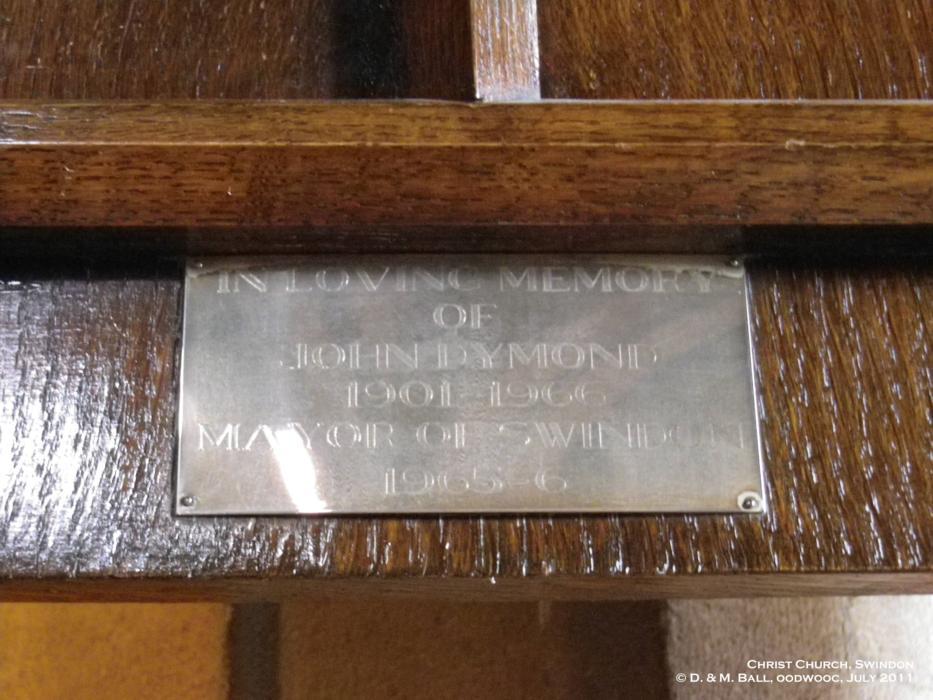 IN LOVING MEMORY
OF
JOHN DYMOND
1901-1966
MAYOR OF SWINDON
1965-6
CHRIST CHURCH, SWINDON
© D. & M. BALL, OODWOOC, JULY 2011